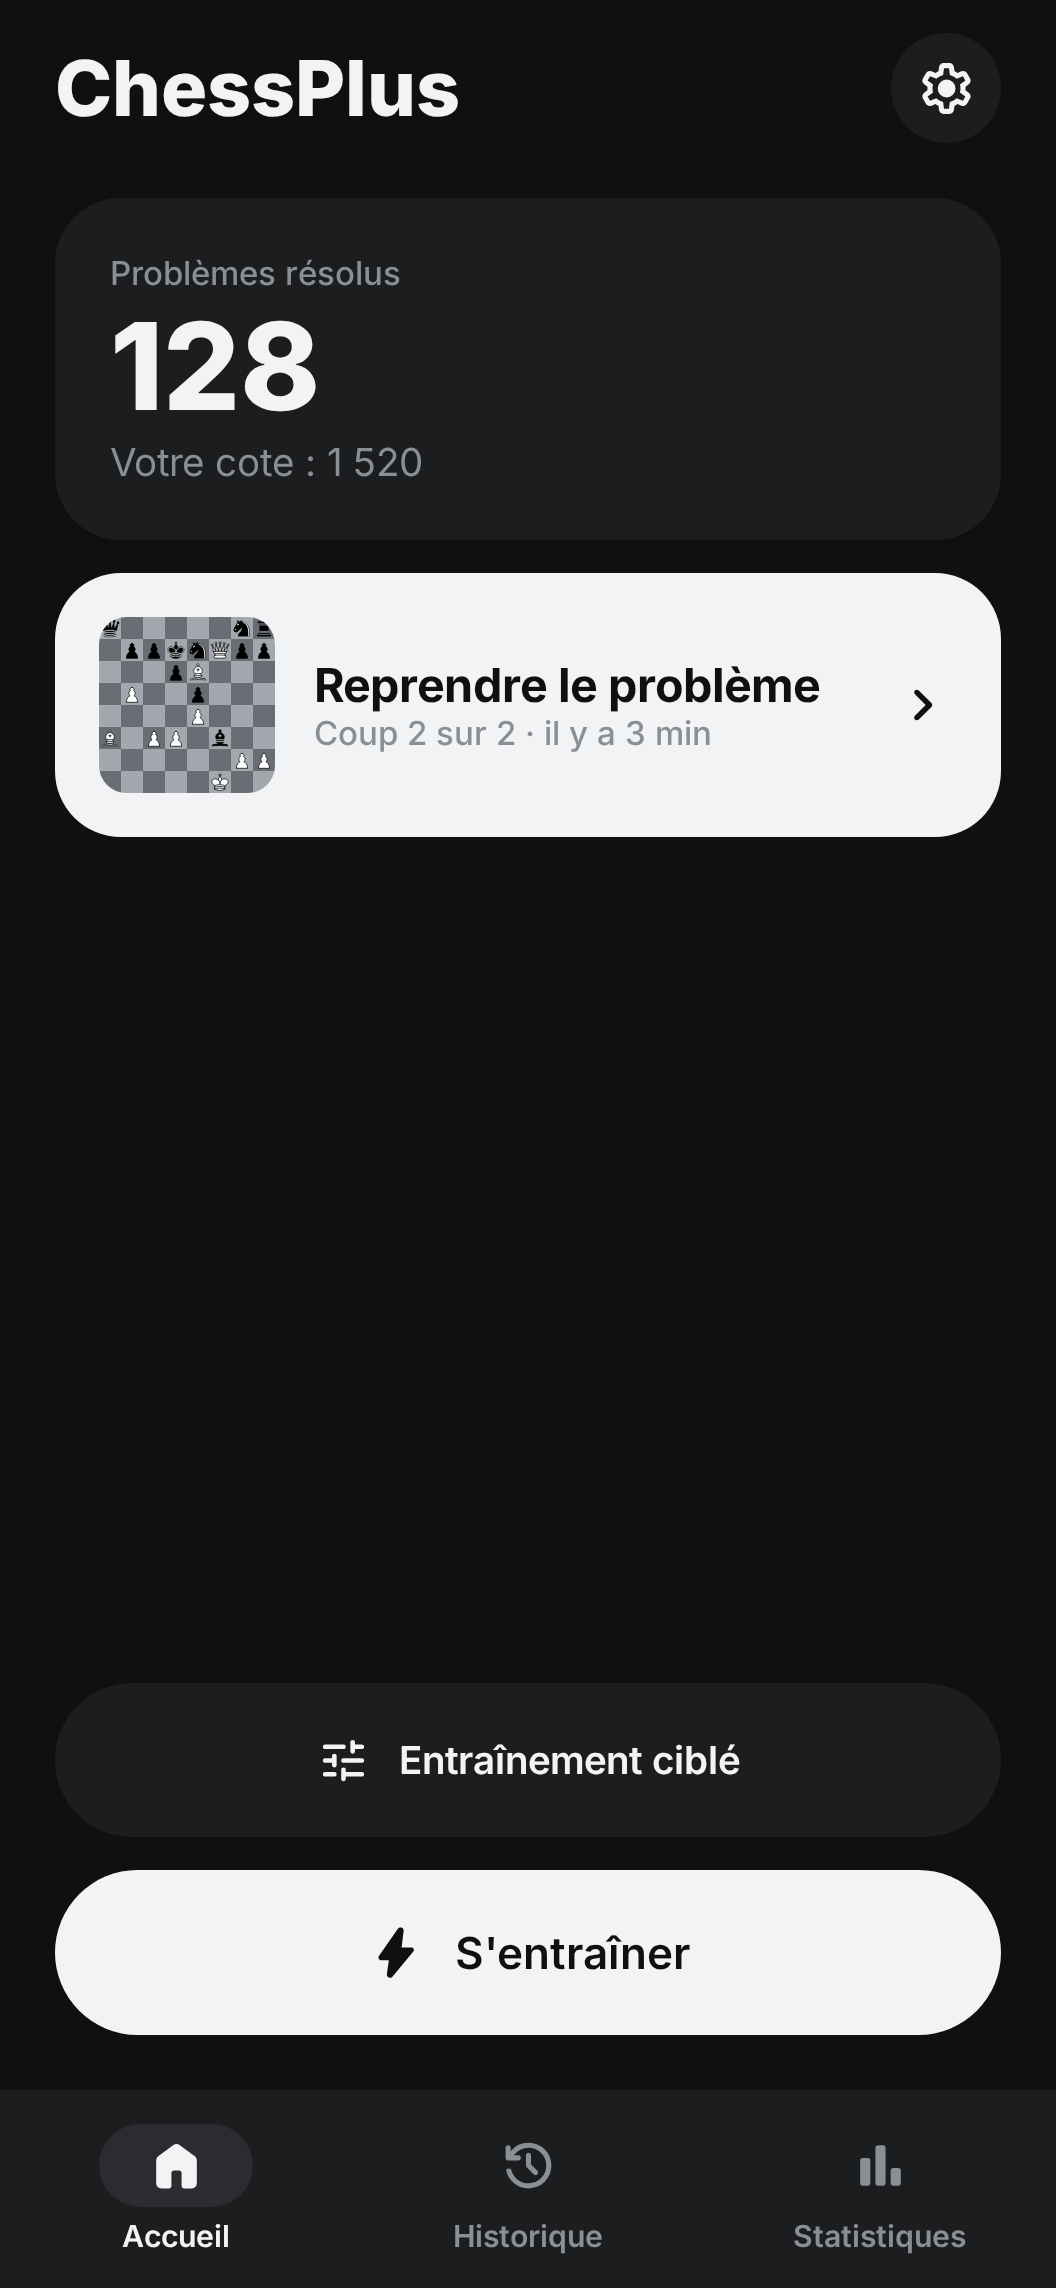 ChessPlus
Problèmes résolus
128
Votre cote : 1 520
Reprendre le problème
Coup 2 sur 2 · il y a 3 min
Entraînement ciblé
S'entraîner
Accueil
Historique
Statistiques